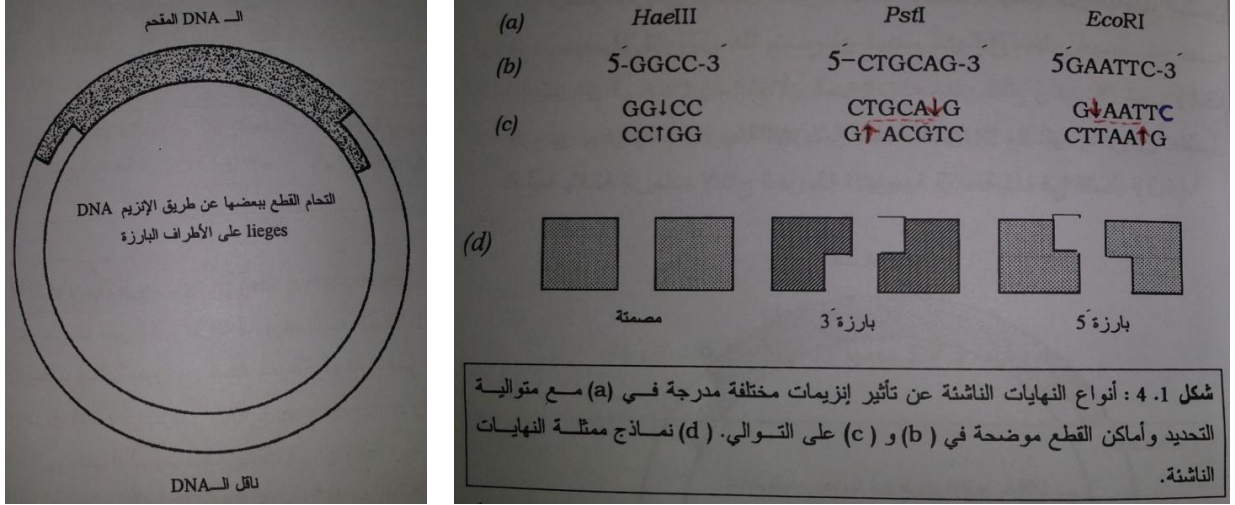 الـ DNA المقحم
التحام القطع ببعضها عن طريق الإنزيم DNA
lieges على الأطراف البارزة
ناقل الـDNA
(a) HaeIII PstI EcoRI
(b) 5́-GGCC-3́ 5́-CTGCAG-3́ 5́GAATTC-3́
(c) GG↓CC CTGCA↓G G↓AATTC
CC↑GG G↑ACGTC CTTAA↑G
(d)
مصمتة بارزة 3́ بارزة 5́
شكل 1. 4 : أنواع النهايات الناشئة عن تأثير إنزيمات مختلفة مدرجة في (a) مع متوالية
التحديد وأماكن القطع موضحة في (b) و (c) على التوالي. (d) نماذج ممثلة النهايات
الناشئة.